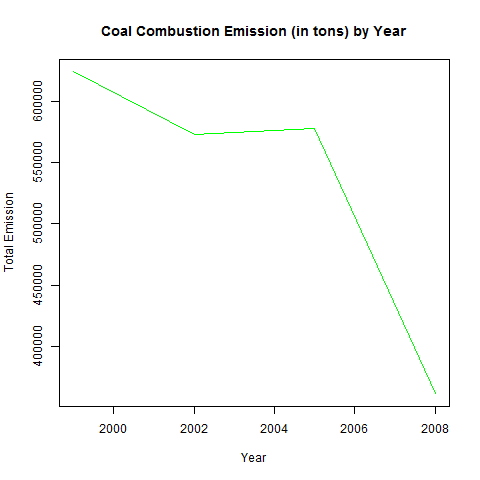 Coal Combustion Emission (in tons) by Year
Total Emission
600000
550000
500000
450000
400000
2000 2002 2004 2006 2008
Year